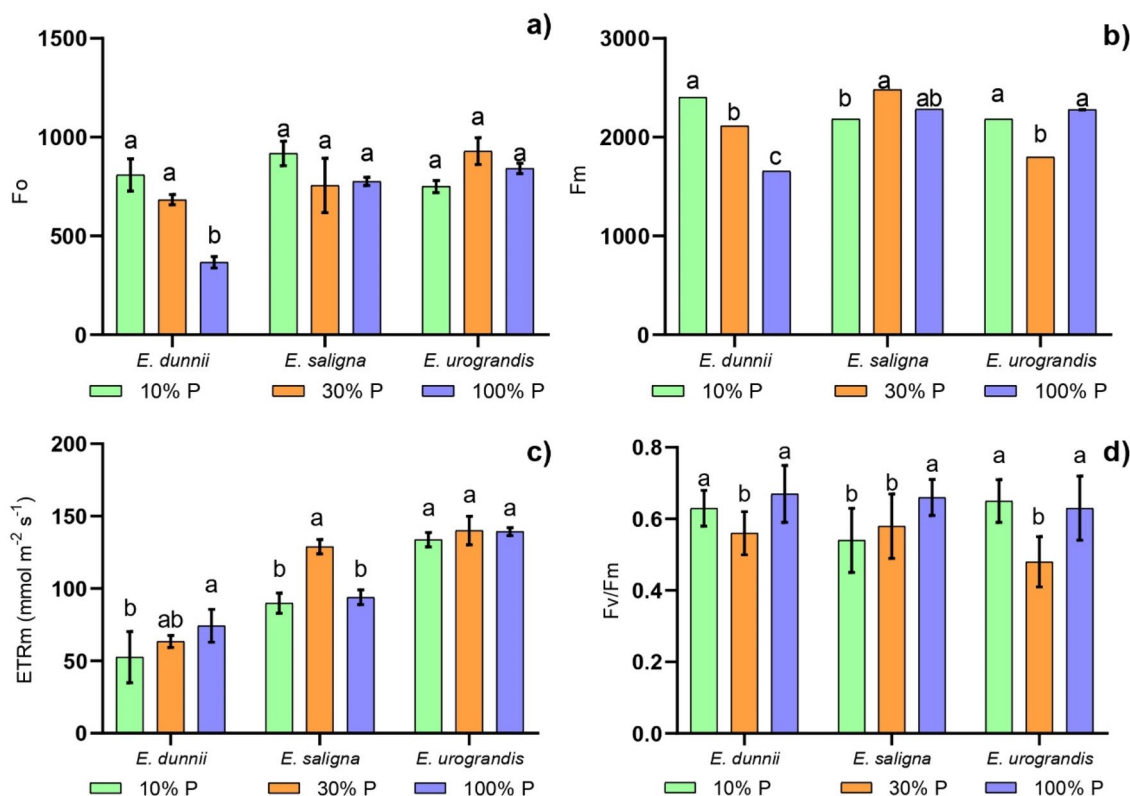 a)
1500
1000
500
0
Fo
a a b
a a a
a a a
E. dunnii E. saligna E. urograndis
10% P 30% P 100% P
b)
3000
2000
1000
0
Fm
a b c
b a ab
a b a
E. dunnii E. saligna E. urograndis
10% P 30% P 100% P
c)
200
150
100
50
0
ETRm (mmol m⁻² s⁻¹)
b ab a
b a b
a a a
E. dunnii E. saligna E. urograndis
10% P 30% P 100% P
d)
0.8
0.6
0.4
0.2
0.0
Fv/Fm
a b a
b b a
a b a
E. dunnii E. saligna E. urograndis
10% P 30% P 100% P